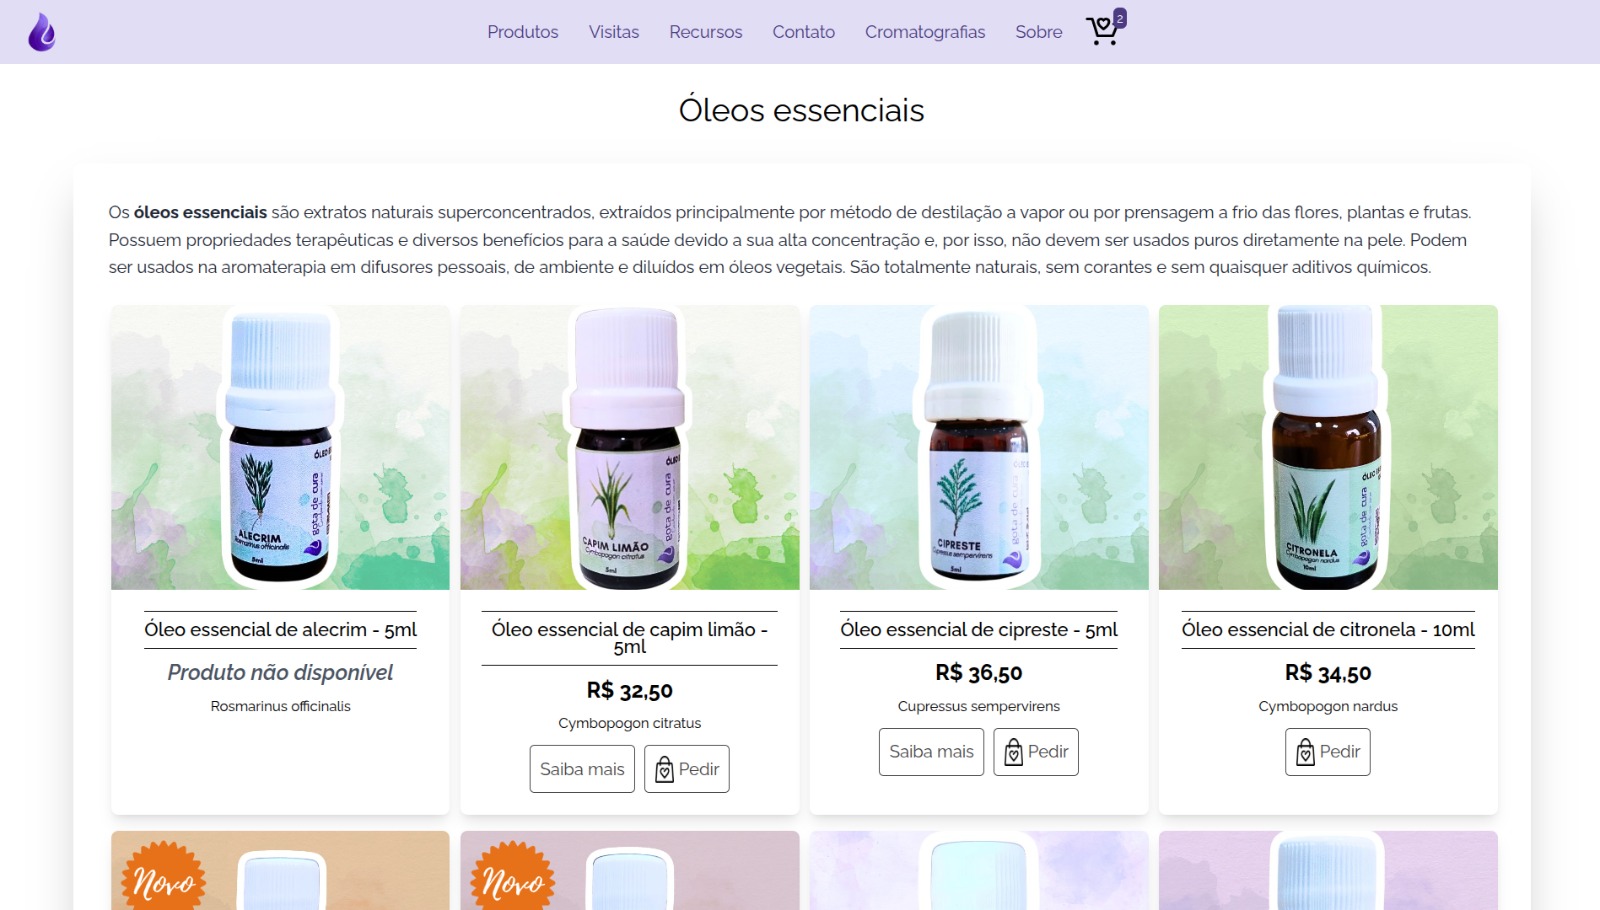 Produtos Visitas Recursos Contato Cromatografias Sobre 2
Óleos essenciais
Os óleos essenciais são extratos naturais superconcentrados, extraídos principalmente por método de destilação a vapor ou por prensagem a frio das flores, plantas e frutas.
Possuem propriedades terapêuticas e diversos benefícios para a saúde devido a sua alta concentração e, por isso, não devem ser usados puros diretamente na pele. Podem
ser usados na aromaterapia em difusores pessoais, de ambiente e diluídos em óleos vegetais. São totalmente naturais, sem corantes e sem quaisquer aditivos químicos.
ÓLEO
gota de cura
ALECRIM
Rosmarinus officinalis
5ml
ÓLEO
gota de cura
CAPIM LIMÃO
Cymbopogon citratus
5ml
ÓLEO
gota de cura
CIPRESTE
Cupressus sempervirens
5ml
ÓLEO
gota de cura
CITRONELA
Cymbopogon nardus
10ml
Óleo essencial de alecrim - 5ml
Produto não disponível
Rosmarinus officinalis
Óleo essencial de capim limão -
5ml
R$ 32,50
Cymbopogon citratus
Saiba mais Pedir
Óleo essencial de cipreste - 5ml
R$ 36,50
Cupressus sempervirens
Saiba mais Pedir
Óleo essencial de citronela - 10ml
R$ 34,50
Cymbopogon nardus
Pedir
Novo
Novo